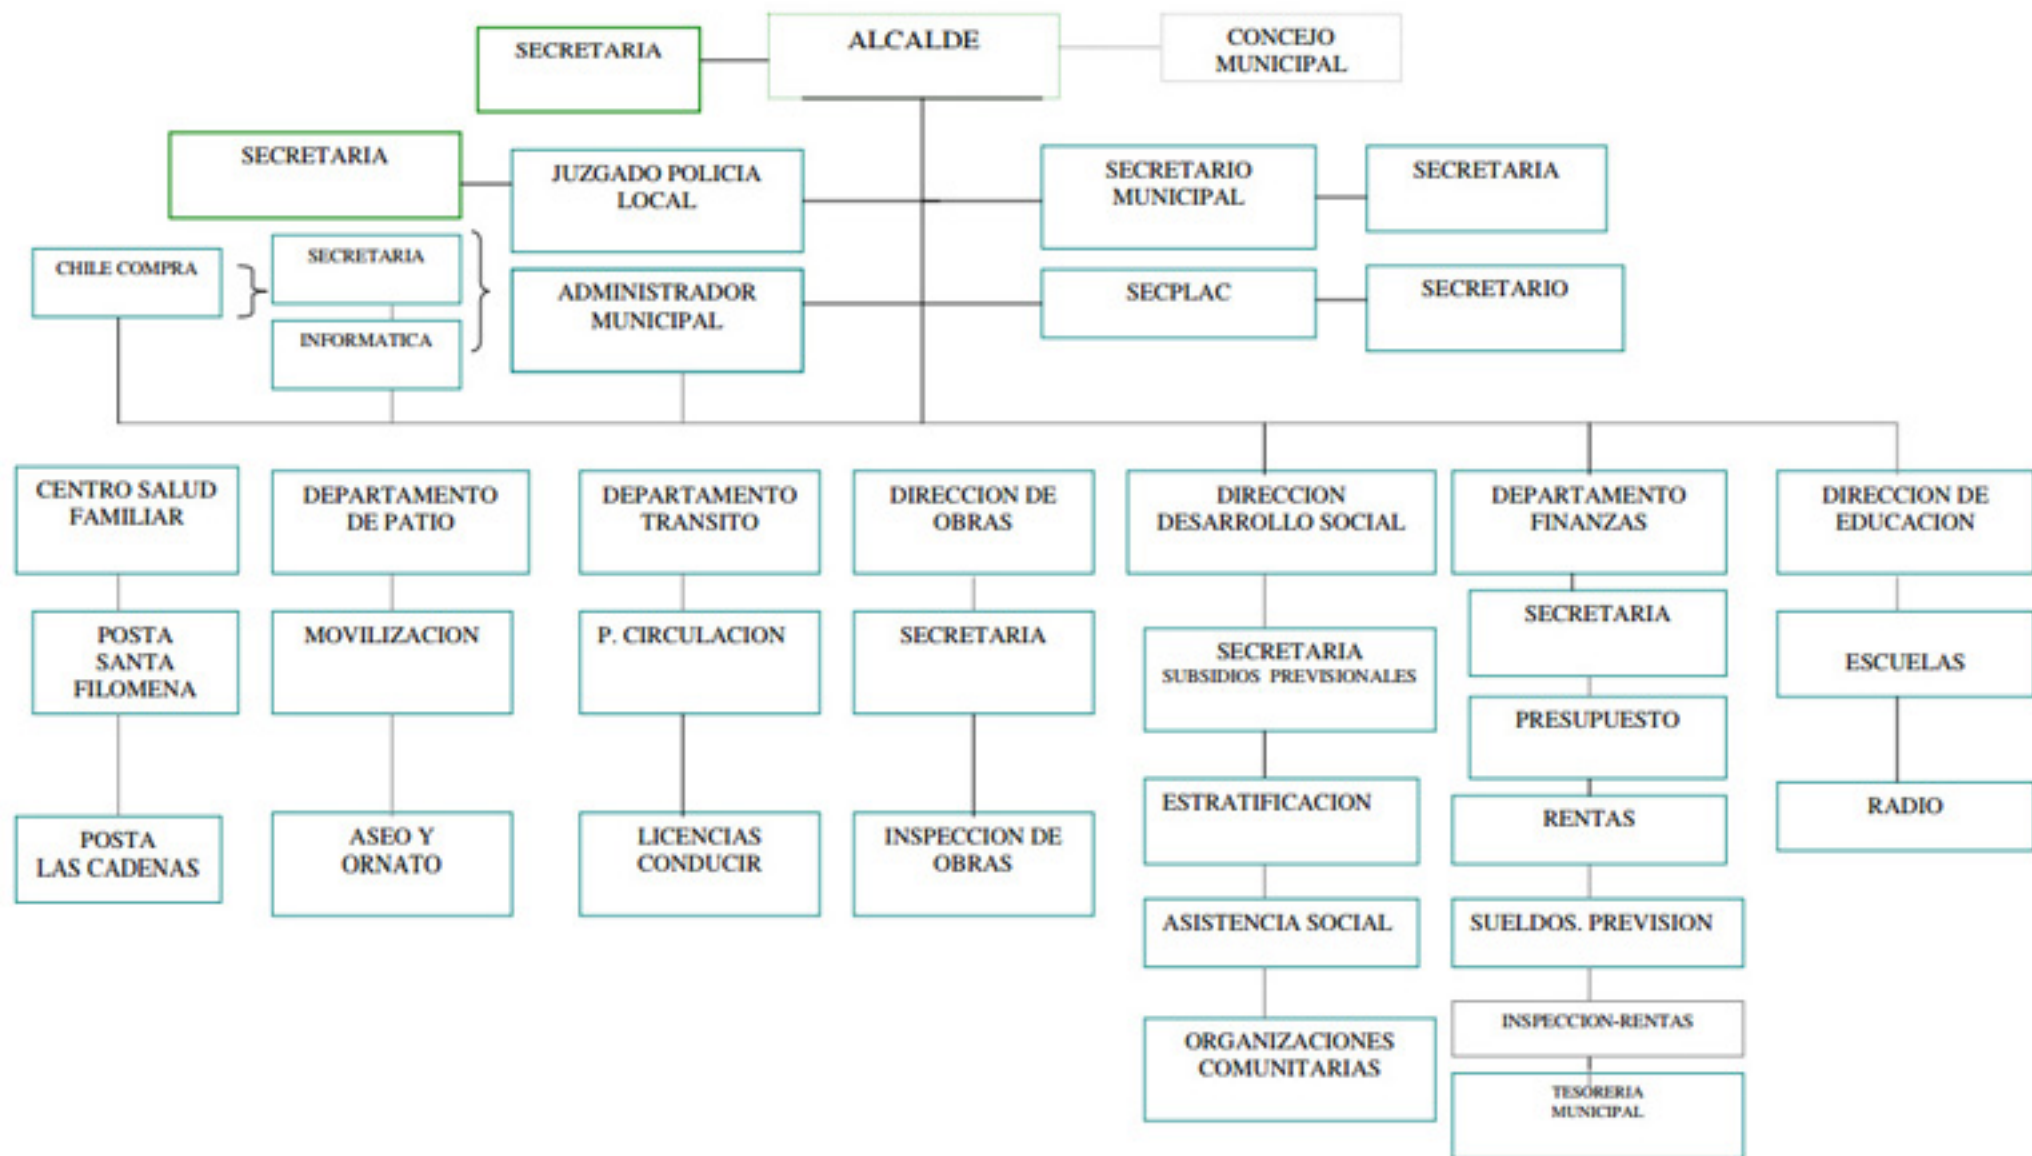 SECRETARIA
ALCALDE
CONCEJO
MUNICIPAL
SECRETARIA
JUZGADO POLICIA
LOCAL
SECRETARIO
MUNICIPAL
SECRETARIA
CHILE COMPRA
SECRETARIA
INFORMATICA
ADMINISTRADOR
MUNICIPAL
SECPLAC
SECRETARIO
CENTRO SALUD
FAMILIAR
DEPARTAMENTO
DE PATIO
DEPARTAMENTO
TRANSITO
DIRECCION DE
OBRAS
DIRECCION
DESARROLLO SOCIAL
DEPARTAMENTO
FINANZAS
DIRECCION DE
EDUCACION
POSTA
SANTA
FILOMENA
MOVILIZACION
P. CIRCULACION
SECRETARIA
SECRETARIA
SUBSIDIOS PREVISIONALES
SECRETARIA
ESCUELAS
PRESUPUESTO
POSTA
LAS CADENAS
ASEO Y
ORNATO
LICENCIAS
CONDUCIR
INSPECCION DE
OBRAS
ESTRATIFICACION
RENTAS
RADIO
ASISTENCIA SOCIAL
SUELDOS. PREVISION
ORGANIZACIONES
COMUNITARIAS
INSPECCION-RENTAS
TESORERIA
MUNICIPAL